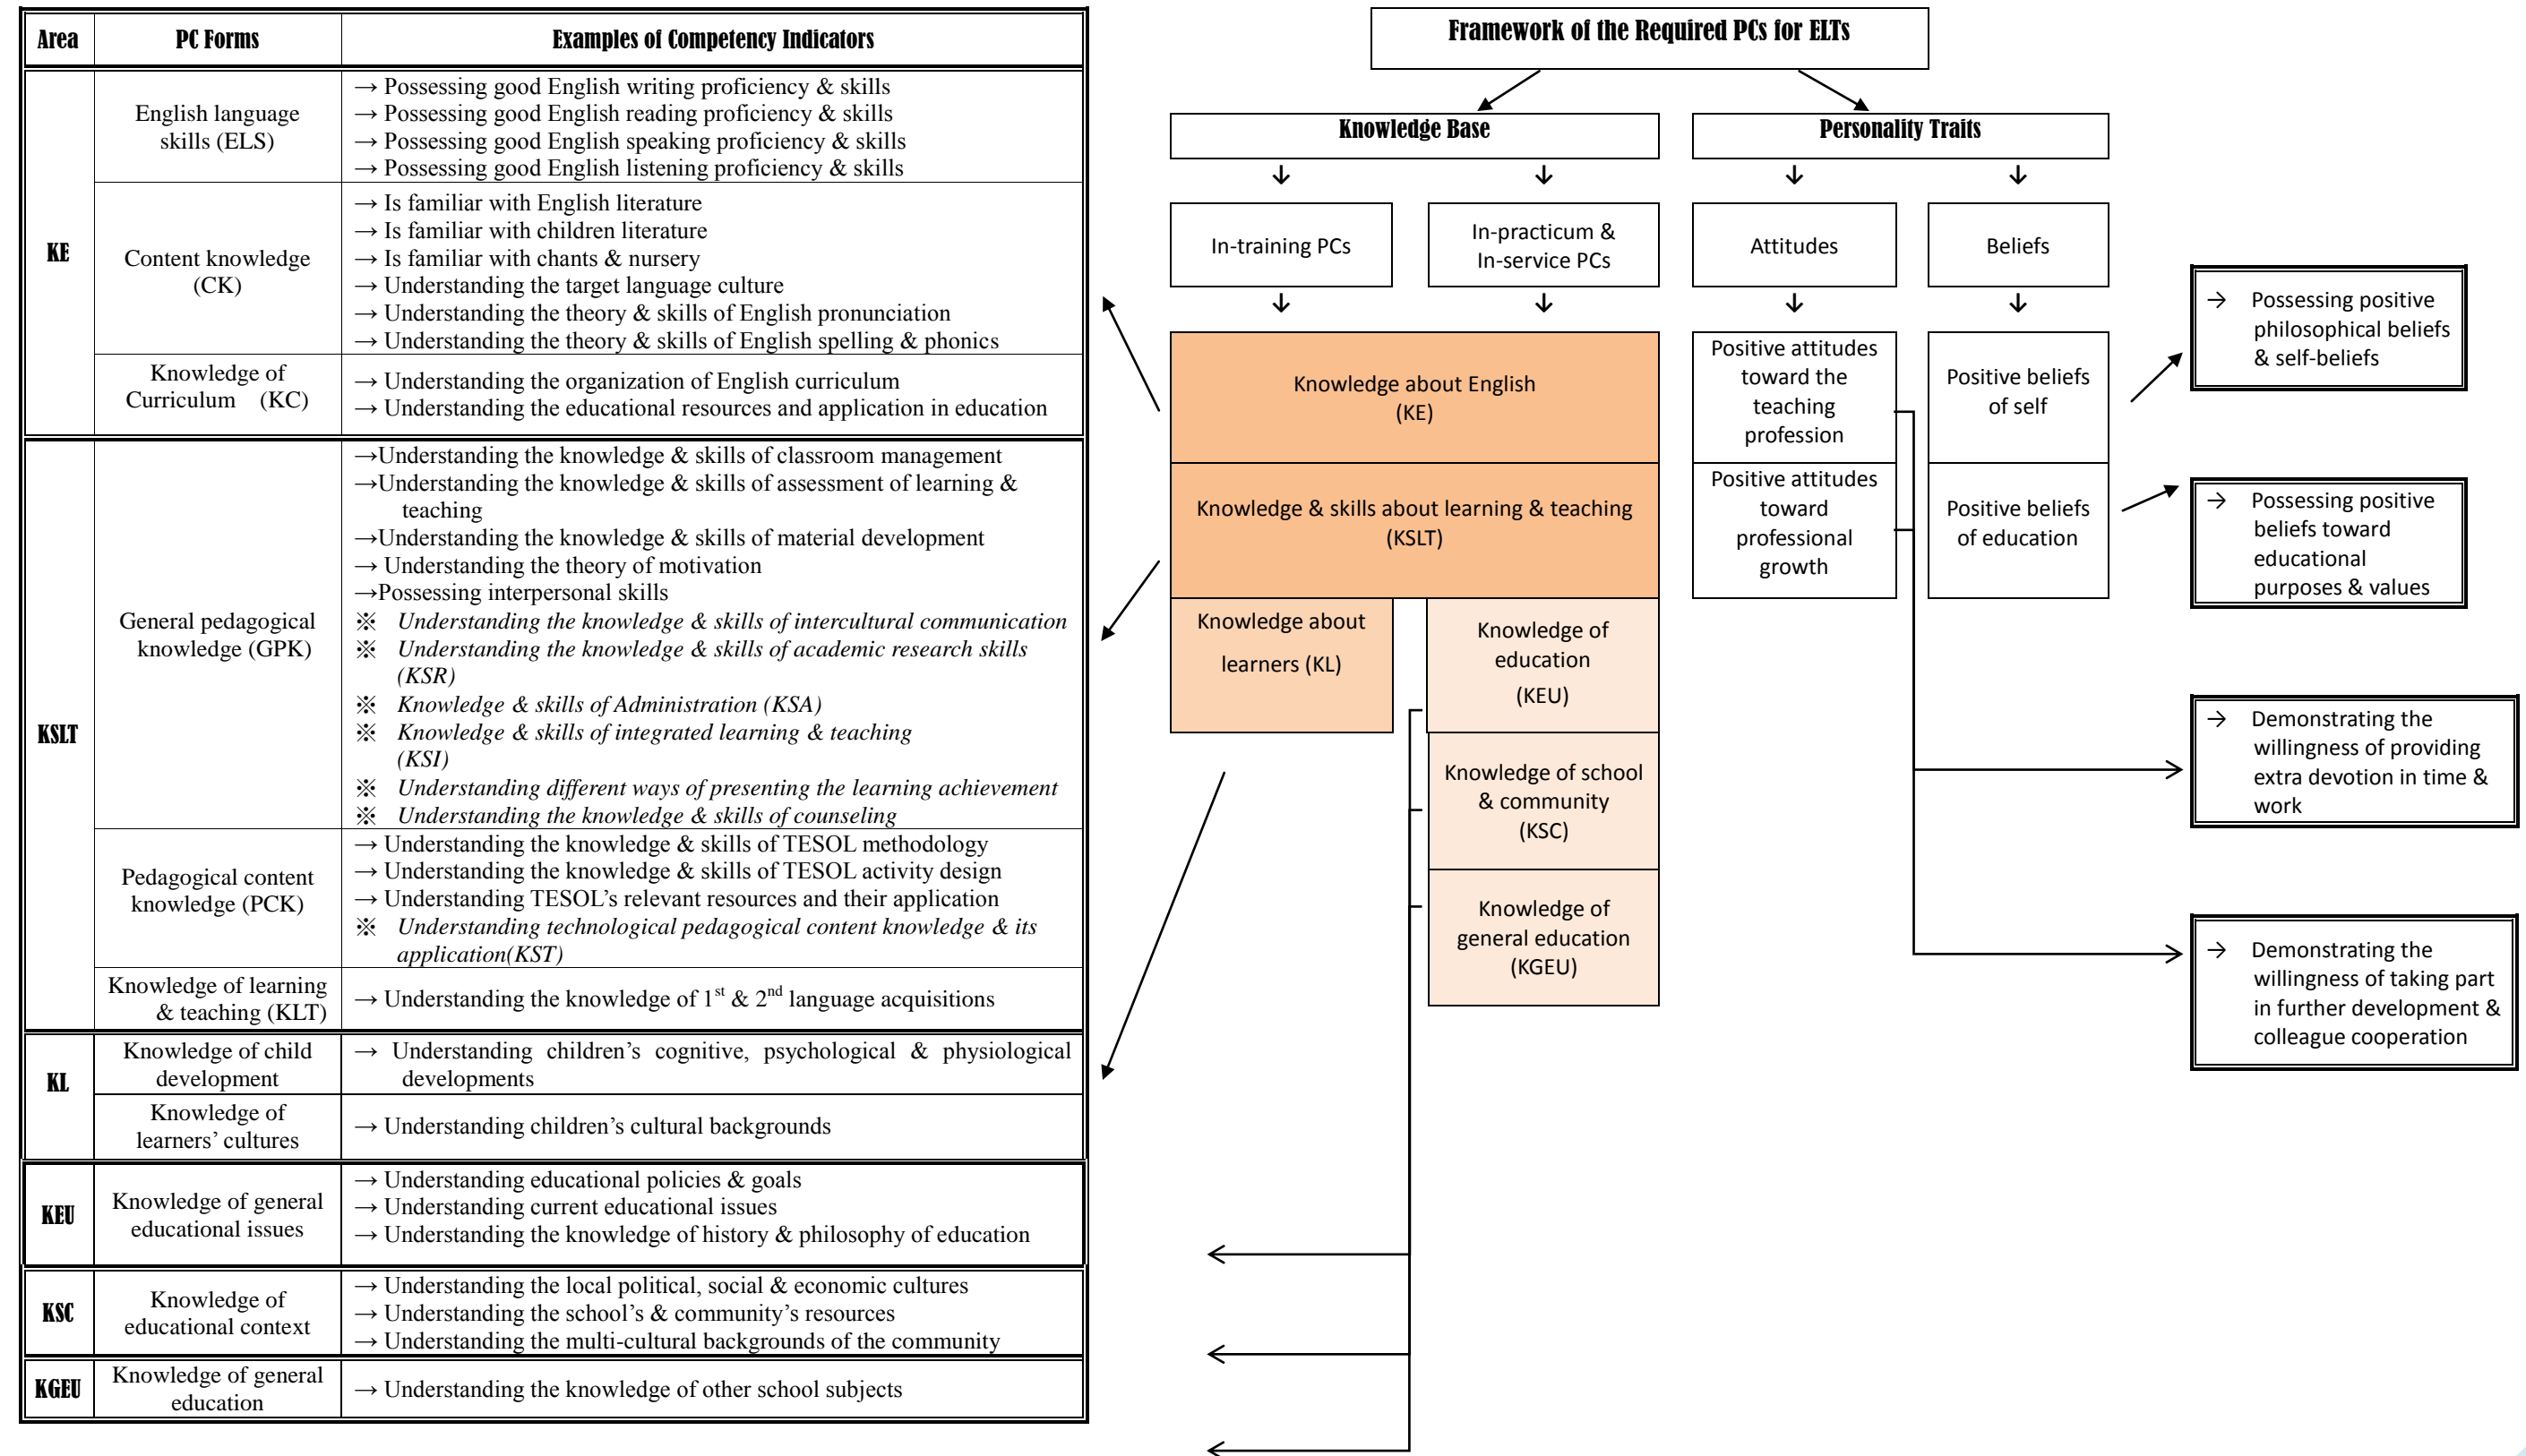 Area PC Forms Examples of Competency Indicators
KE
English language
skills (ELS)
→ Possessing good English writing proficiency & skills
→ Possessing good English reading proficiency & skills
→ Possessing good English speaking proficiency & skills
→ Possessing good English listening proficiency & skills
Content knowledge
(CK)
→ Is familiar with English literature
→ Is familiar with children literature
→ Is familiar with chants & nursery
→ Understanding the target language culture
→ Understanding the theory & skills of English pronunciation
→ Understanding the theory & skills of English spelling & phonics
Knowledge of
Curriculum (KC)
→ Understanding the organization of English curriculum
→ Understanding the educational resources and application in education
KSLT
General pedagogical
knowledge (GPK)
→Understanding the knowledge & skills of classroom management
→Understanding the knowledge & skills of assessment of learning &
teaching
→Understanding the knowledge & skills of material development
→ Understanding the theory of motivation
→Possessing interpersonal skills
※ Understanding the knowledge & skills of intercultural communication
※ Understanding the knowledge & skills of academic research skills
(KSR)
※ Knowledge & skills of Administration (KSA)
※ Knowledge & skills of integrated learning & teaching
(KSI)
※ Understanding different ways of presenting the learning achievement
※ Understanding the knowledge & skills of counseling
Pedagogical content
knowledge (PCK)
→ Understanding the knowledge & skills of TESOL methodology
→ Understanding the knowledge & skills of TESOL activity design
→ Understanding TESOL’s relevant resources and their application
※ Understanding technological pedagogical content knowledge & its
application(KST)
Knowledge of learning
& teaching (KLT)
→ Understanding the knowledge of 1st & 2nd language acquisitions
KL
Knowledge of child
development
→ Understanding children’s cognitive, psychological & physiological
developments
Knowledge of
learners’ cultures
→ Understanding children’s cultural backgrounds
KEU
Knowledge of general
educational issues
→ Understanding educational policies & goals
→ Understanding current educational issues
→ Understanding the knowledge of history & philosophy of education
KSC
Knowledge of
educational context
→ Understanding the local political, social & economic cultures
→ Understanding the school’s & community’s resources
→ Understanding the multi-cultural backgrounds of the community
KGEU
Knowledge of general
education
→ Understanding the knowledge of other school subjects
Framework of the Required PCs for ELTs
Knowledge Base
Personality Traits
In-training PCs
In-practicum &
In-service PCs
Attitudes
Beliefs
Knowledge about English
(KE)
Knowledge & skills about learning & teaching
(KSLT)
Knowledge about
learners (KL)
Knowledge of
education
(KEU)
Knowledge of school
& community
(KSC)
Knowledge of
general education
(KGEU)
Positive attitudes
toward the
teaching
profession
Positive attitudes
toward
professional
growth
Positive beliefs
of self
Positive beliefs
of education
→ Possessing positive
philosophical beliefs
& self-beliefs
→ Possessing positive
beliefs toward
educational
purposes & values
→ Demonstrating the
willingness of providing
extra devotion in time &
work
→ Demonstrating the
willingness of taking part
in further development &
colleague cooperation